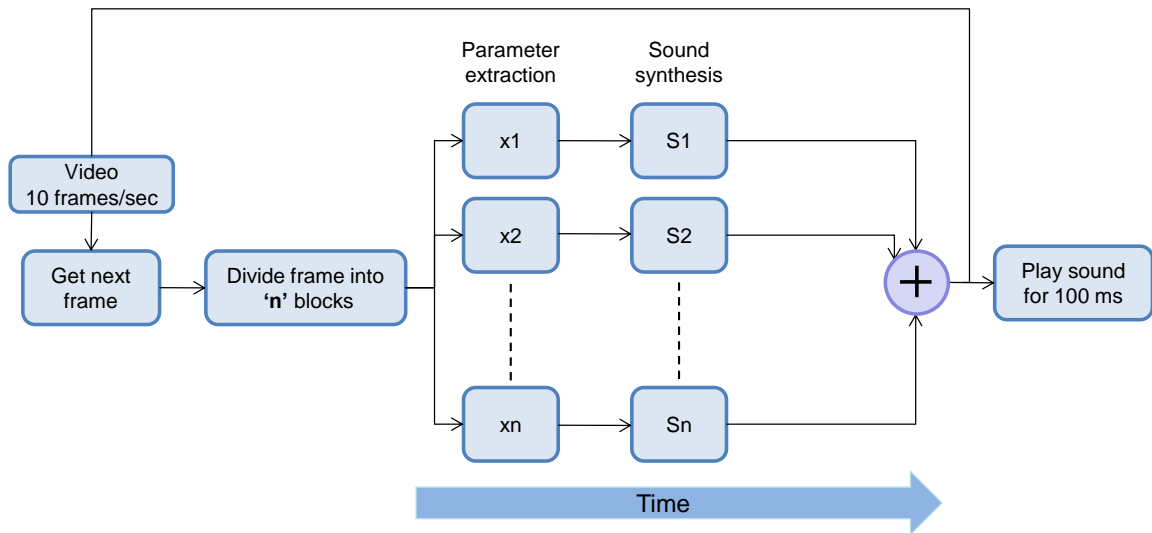 Parameter
extraction
Sound
synthesis
Video
10 frames/sec
Get next
frame
Divide frame into
‘n’ blocks
x1
S1
x2
S2
xn
Sn
+
Play sound
for 100 ms
Time